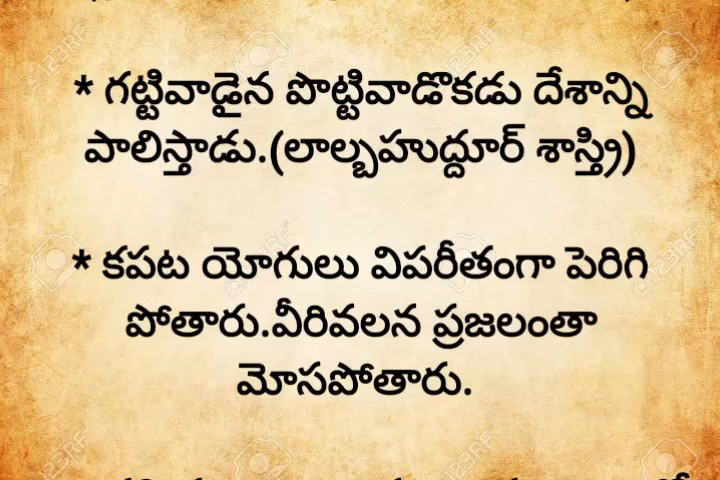 * గట్టివాడైన పొట్టివాడొకడు దేశాన్ని
పాలిస్తాడు.(లాల్బహుద్దూర్ శాస్త్రి)
* కపట యోగులు విపరీతంగా పెరిగి
పోతారు.వీరివలన ప్రజలంతా
మోసపోతారు.